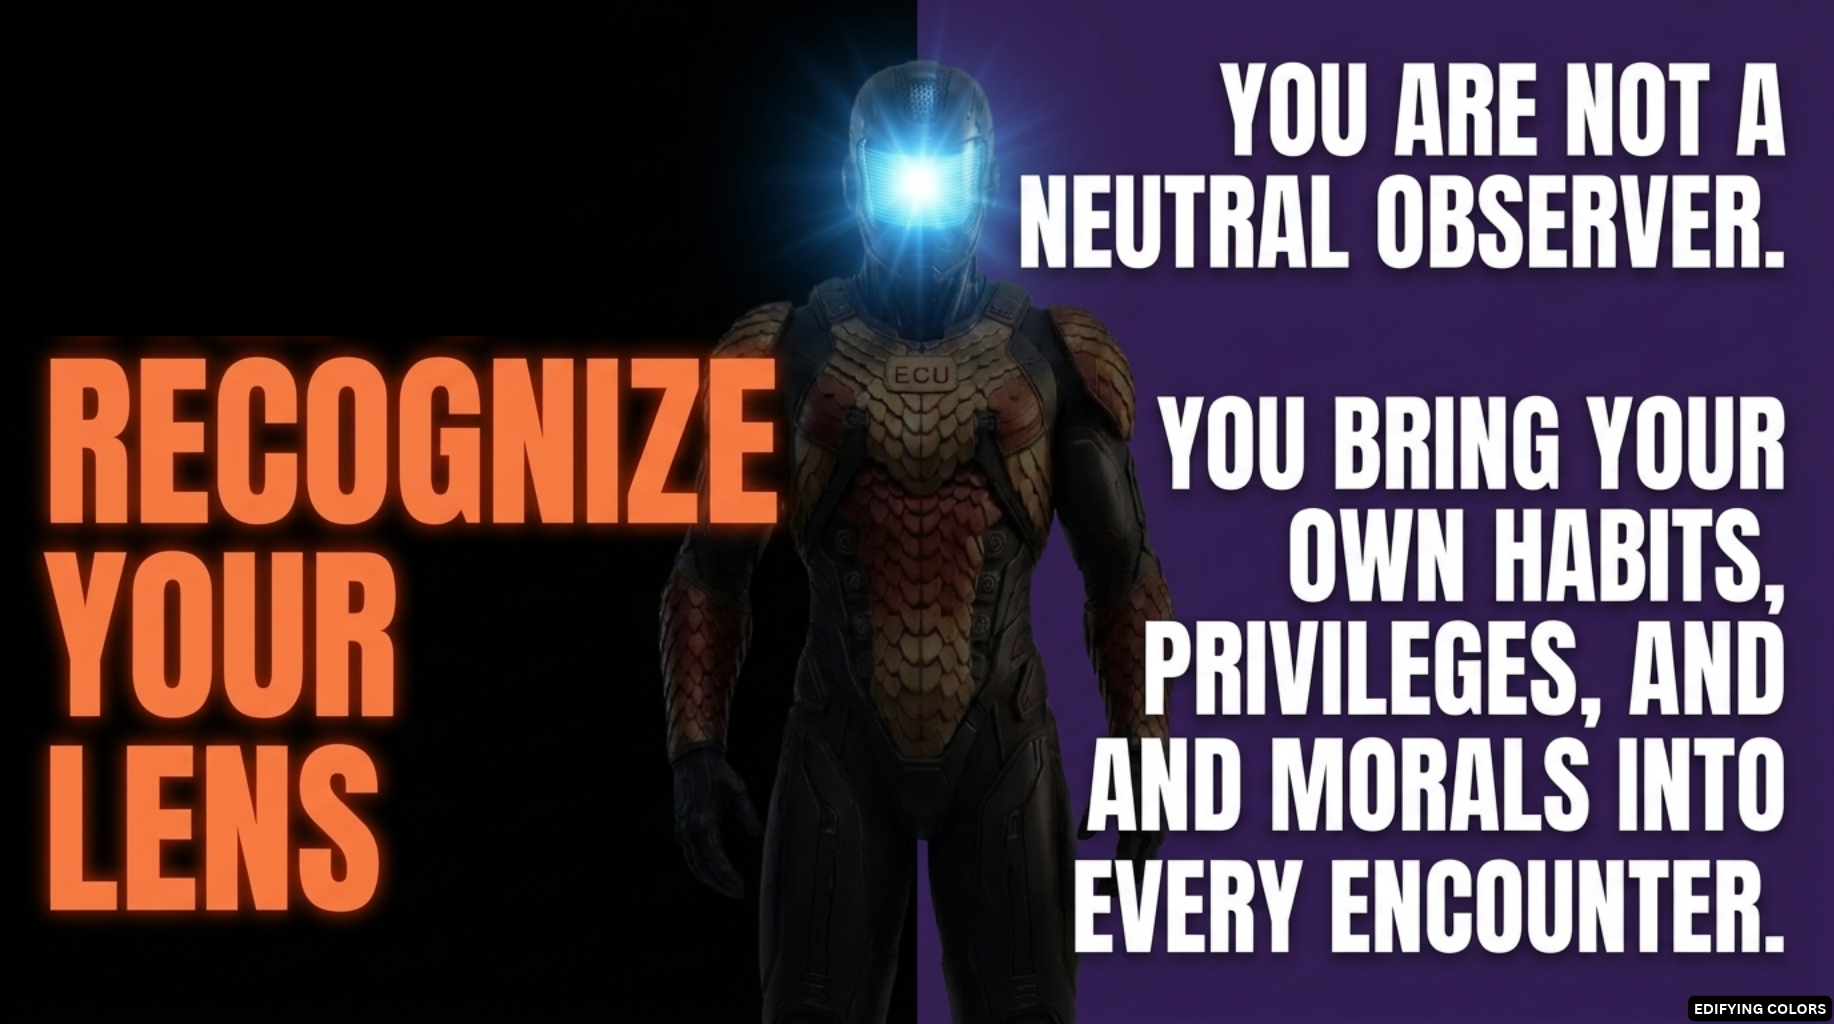 RECOGNIZE
YOUR
LENS
ECU
YOU ARE NOT A
NEUTRAL OBSERVER.
YOU BRING YOUR
OWN HABITS,
PRIVILEGES, AND
AND MORALS INTO
EVERY ENCOUNTER.
EDIFYING COLORS